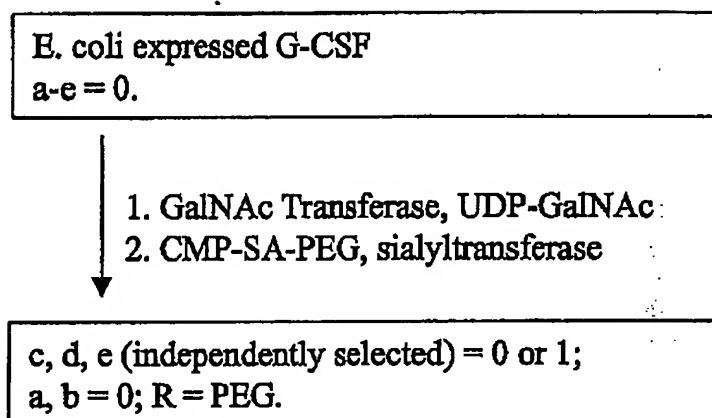 E. coli expressed G-CSF
a-e = 0.
1. GalNAc Transferase, UDP-GalNAc
2. CMP-SA-PEG, sialyltransferase
c, d, e (independently selected) = 0 or 1;
a, b = 0; R = PEG.